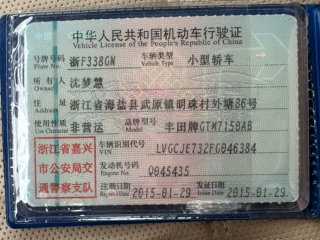 中华人民共和国机动车行驶证
Vehicle License of the People's Republic of China
号牌号码 Plate No. 浙F338GN 车辆类型 Vehicle Type 小型轿车
所有人 Owner 沈梦慧
住址 Address 浙江省海盐县武原镇明珠村外塘86号
使用性质 Use Character 非营运 品牌型号 Model 丰田牌GTM7150AB
浙江省嘉兴
市公安局交
通警察支队
车辆识别代号 VIN LVGCJE732FG046384
发动机号码 Engine No. Q045435
注册日期 2015-01-29 发证日期 2015-01-29